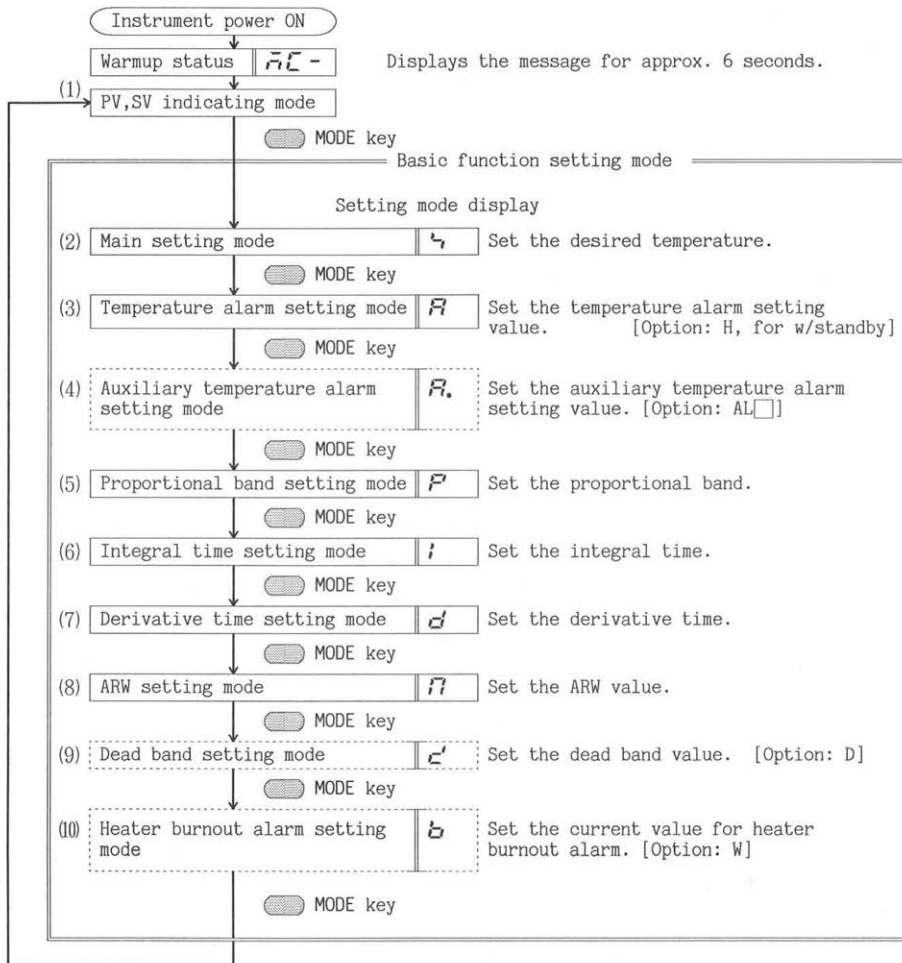 Instrument power ON
Warmup status
Displays the message for approx. 6 seconds.
(1) PV,SV indicating mode
MODE key
Basic function setting mode
Setting mode display
(2) Main setting mode Set the desired temperature.
MODE key
(3) Temperature alarm setting mode A Set the temperature alarm setting
value. [Option: H, for w/standby]
MODE key
(4) Auxiliary temperature alarm A. Set the auxiliary temperature alarm
setting mode setting value. [Option: AL□]
MODE key
(5) Proportional band setting mode P Set the proportional band.
MODE key
(6) Integral time setting mode Set the integral time.
MODE key
(7) Derivative time setting mode d Set the derivative time.
MODE key
(8) ARW setting mode Set the ARW value.
MODE key
(9) Dead band setting mode Set the dead band value. [Option: D]
MODE key
(10) Heater burnout alarm setting b Set the current value for heater
mode burnout alarm. [Option: W]
MODE key